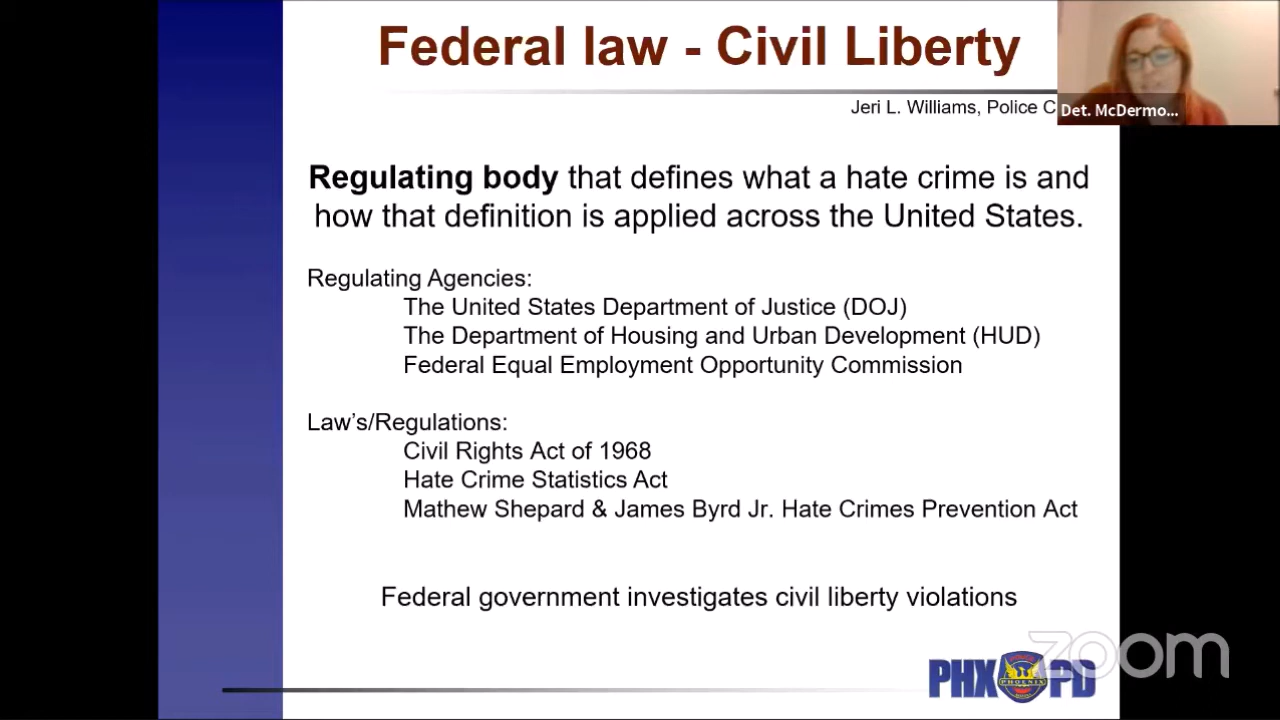 Federal law - Civil Liberty
Jeri L. Williams, Police C
Det. McDermo...
Regulating body that defines what a hate crime is and
how that definition is applied across the United States.
Regulating Agencies:
The United States Department of Justice (DOJ)
The Department of Housing and Urban Development (HUD)
Federal Equal Employment Opportunity Commission
Law's/Regulations:
Civil Rights Act of 1968
Hate Crime Statistics Act
Mathew Shepard & James Byrd Jr. Hate Crimes Prevention Act
Federal government investigates civil liberty violations
zoom
PHX PD
PHOENIX